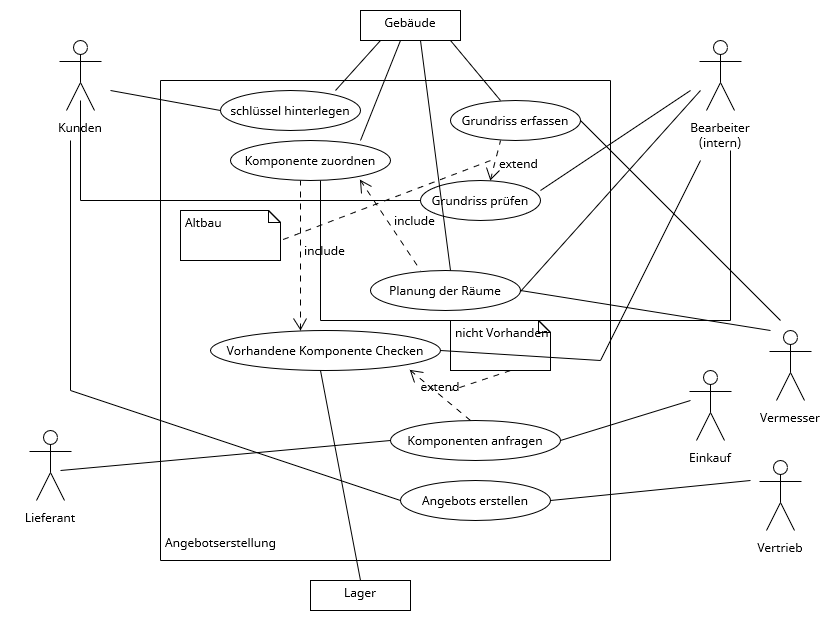 Gebäude
Kunden
schlüssel hinterlegen
Grundriss erfassen
Bearbeiter
(intern)
Komponente zuordnen
extend
Grundriss prüfen
Altbau
include
include
Planung der Räume
nicht Vorhanden
Vorhandene Komponente Checken
extend
Vermesser
Komponenten anfragen
Einkauf
Angebots erstellen
Lieferant
Angebotserstellung
Vertrieb
Lager